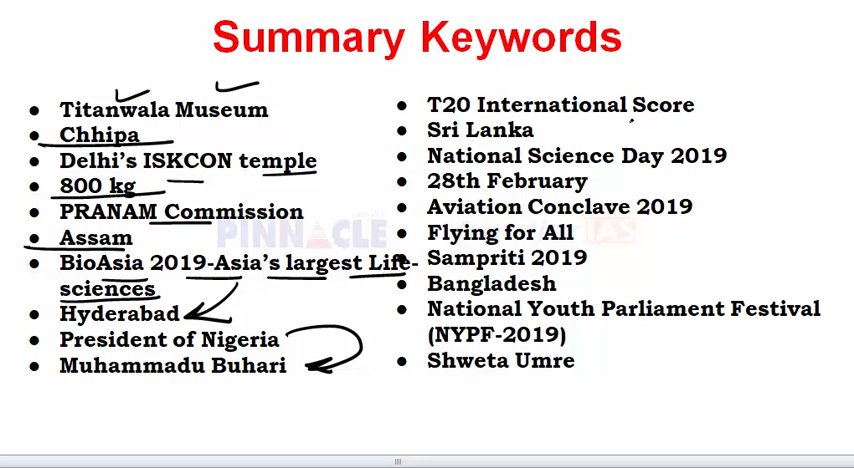 Summary Keywords
• Titanwala Museum
• Chhipa
• Delhi's ISKCON temple
• 800 kg
• PRANAM Commission
• Assam
• BioAsia 2019-Asia's largest Life-
sciences
• Hyderabad
• President of Nigeria
• Muhammadu Buhari
• T20 International Score
• Sri Lanka
• National Science Day 2019
• 28th February
• Aviation Conclave 2019
• Flying for All
• Sampriti 2019
• Bangladesh
• National Youth Parliament Festival
(NYPF-2019)
• Shweta Umre
PINNACLE
IAS